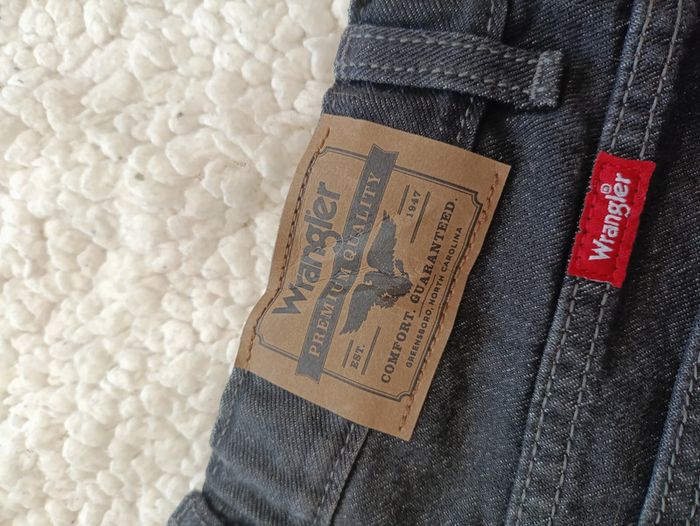 Wrangler
PREMIUM QUALITY
EST. 1947
COMFORT. GUARANTEED.
GREENSBORO, NORTH CAROLINA
Wrangler®